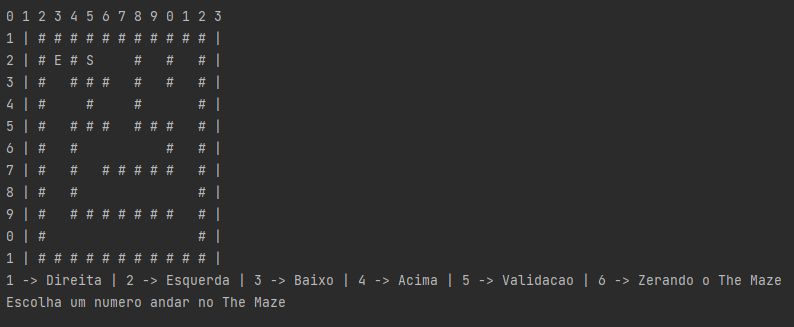 0 1 2 3 4 5 6 7 8 9 0 1 2 3
1 | # # # # # # # # # # # |
2 | # E # S     #   #   # |
3 | #   # # #   #   #   # |
4 | #     #     #       # |
5 | #   # # #   # # #   # |
6 | #   #           #   # |
7 | #   #   # # # # #   # |
8 | #   #               # |
9 | #   # # # # # # #   # |
0 | #                   # |
1 | # # # # # # # # # # # |
1 -> Direita | 2 -> Esquerda | 3 -> Baixo | 4 -> Acima | 5 -> Validacao | 6 -> Zerando o The Maze
Escolha um numero andar no The Maze